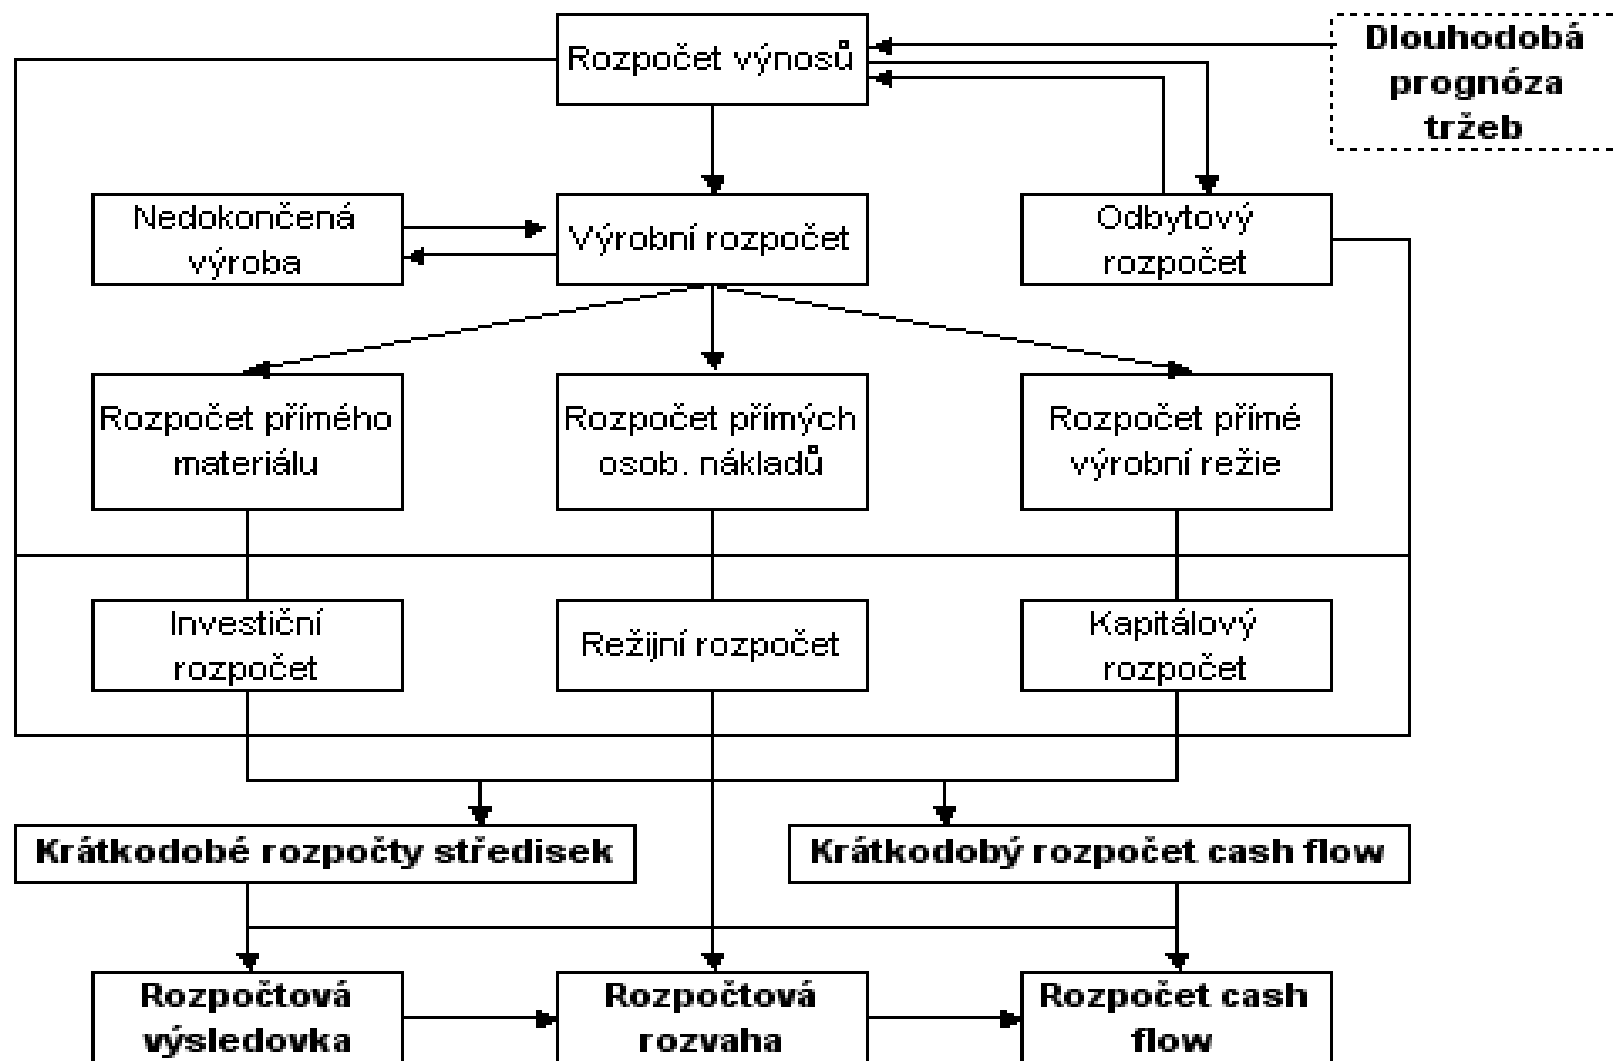 Rozpočet výnosů
Dlouhodobá
prognóza
tržeb
Nedokončená
výroba
Výrobní rozpočet
Odbytový
rozpočet
Rozpočet přímého
materiálu
Rozpočet přímých
osob. nákladů
Rozpočet přímé
výrobní režie
Investiční
rozpočet
Režijní rozpočet
Kapitálový
rozpočet
Krátkodobé rozpočty středisek
Krátkodobý rozpočet cash flow
Rozpočtová
výsledovka
Rozpočtová
rozvaha
Rozpočet cash
flow